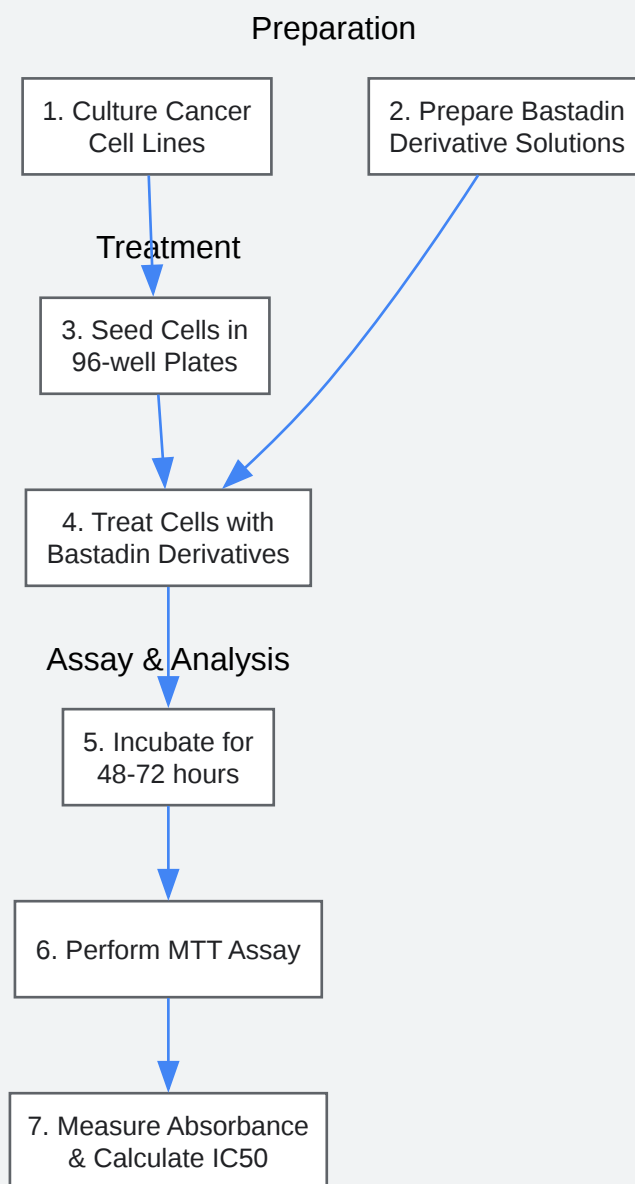 Preparation
1. Culture Cancer
Cell Lines
2. Prepare Bastadin
Derivative Solutions
Treatment
3. Seed Cells in
96-well Plates
4. Treat Cells with
Bastadin Derivatives
Assay & Analysis
5. Incubate for
48-72 hours
6. Perform MTT Assay
7. Measure Absorbance
& Calculate IC50